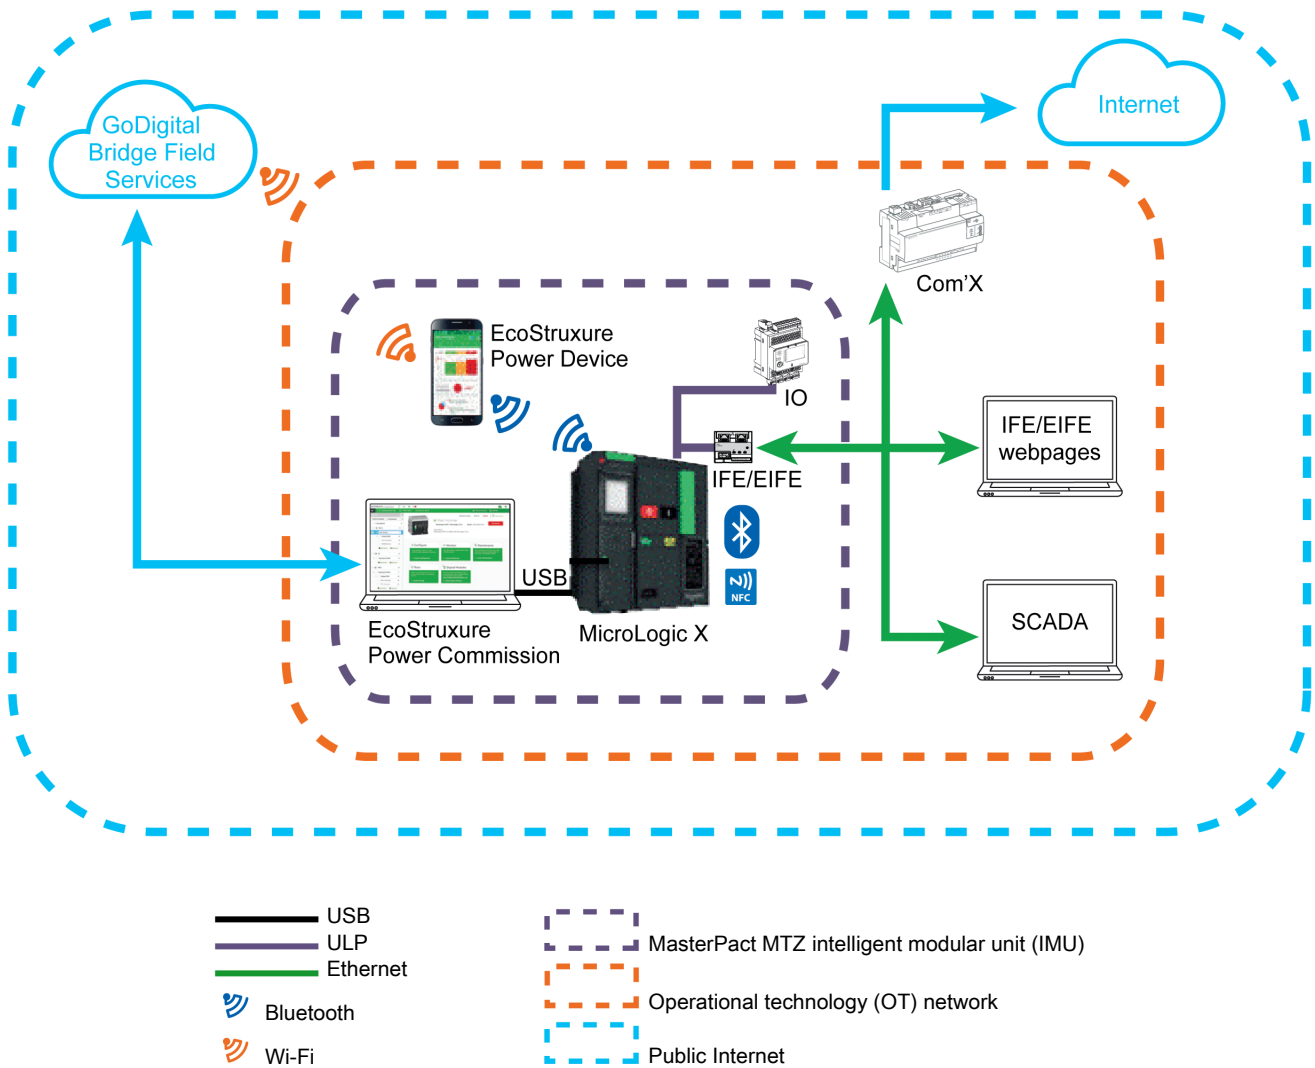 GoDigital
Bridge Field
Services
Internet
Com’X
EcoStruxure
Power Device
IO
IFE/EIFE
IFE/EIFE
webpages
USB
NFC
EcoStruxure
Power Commission
MicroLogic X
SCADA
USB
ULP
Ethernet
Bluetooth
Wi-Fi
MasterPact MTZ intelligent modular unit (IMU)
Operational technology (OT) network
Public Internet